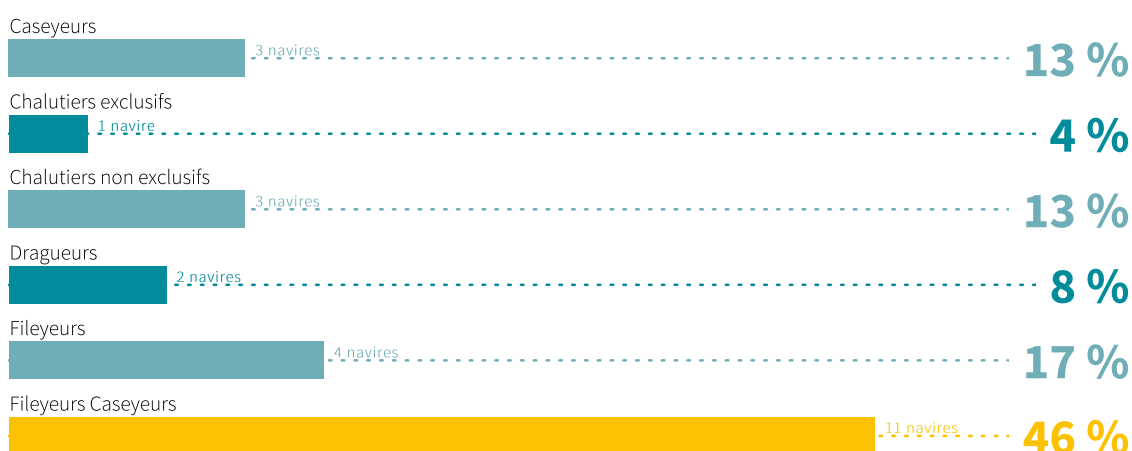 Caseyeurs
3 navires 13 %
Chalutiers exclusifs
1 navire 4 %
Chalutiers non exclusifs
3 navires 13 %
Dragueurs
2 navires 8 %
Fileyeurs
4 navires 17 %
Fileyeurs Caseyeurs
11 navires 46 %